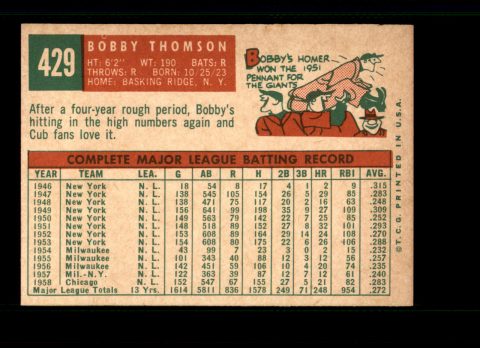 429
BOBBY THOMSON
HT: 6'2" WT: 190 BATS: R
THROWS: R BORN: 10/25/23
HOME: BASKING RIDGE, N. Y.
After a four-year rough period, Bobby's
hitting in the high numbers again and
Cub fans love it.
BOBBY'S HOMER
WON THE 1951
PENNANT FOR
THE GIANTS
COMPLETE MAJOR LEAGUE BATTING RECORD
YEAR TEAM LEA. G AB R H 2B 3B HR RBI AVG.
1946 New York N. L. 18 54 8 17 4 1 2 9 .315
1947 New York N. L. 138 545 105 154 26 5 29 85 .283
1948 New York N. L. 138 471 75 117 20 2 16 63 .248
1949 New York N. L. 156 641 99 198 35 9 27 109 .309
1950 New York N. L. 149 563 79 142 22 7 25 85 .252
1951 New York N. L. 148 518 89 152 27 8 32 101 .293
1952 New York N. L. 153 608 89 164 29 14 24 108 .270
1953 New York N. L. 154 608 80 175 22 6 26 106 .288
1954 Milwaukee N. L. 43 99 7 23 3 0 2 15 .232
1955 Milwaukee N. L. 101 343 40 88 12 3 12 56 .257
1956 Milwaukee N. L. 142 451 59 106 10 4 20 74 .235
1957 Mil.-N. Y. N. L. 122 363 39 87 12 7 12 61 .240
1958 Chicago N. L. 152 547 67 155 27 5 21 82 .283
Major League Totals 13 Yrs. 1614 5811 836 1578 249 71 248 954 .272
© T. C. G. PRINTED IN U.S.A.